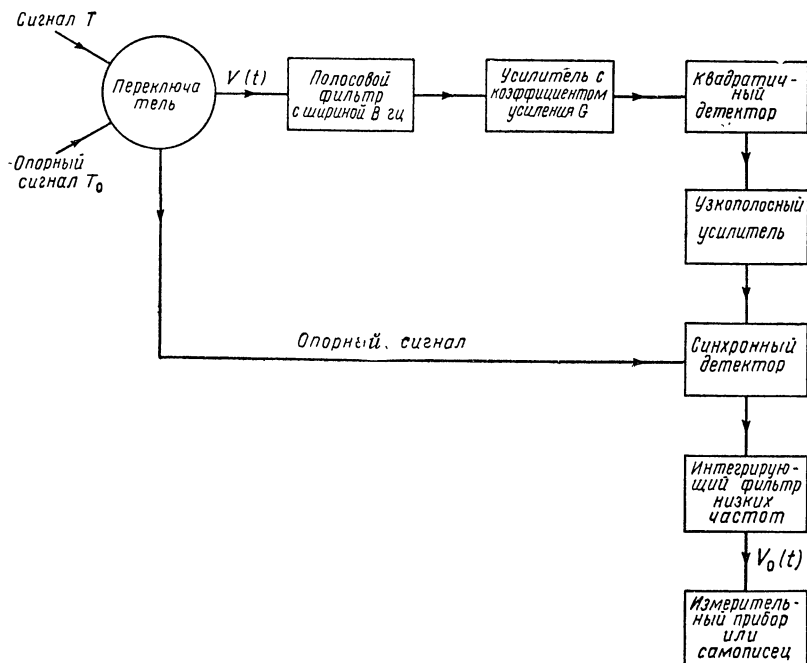 Сигнал T
Переключа
тель
-Опорный
сигнал T₀
V(t)
Полосовой
фильтр
с шириной B гц
Усилитель с
коэффициентом
усиления G
Квадратич-
ный
детектор
Узкополосный
усилитель
Опорный. сигнал
Синхронный
детектор
Интегрирую-
щий фильтр
низких
частот
V₀(t)
Измеритель-
ный прибор
или
самописец